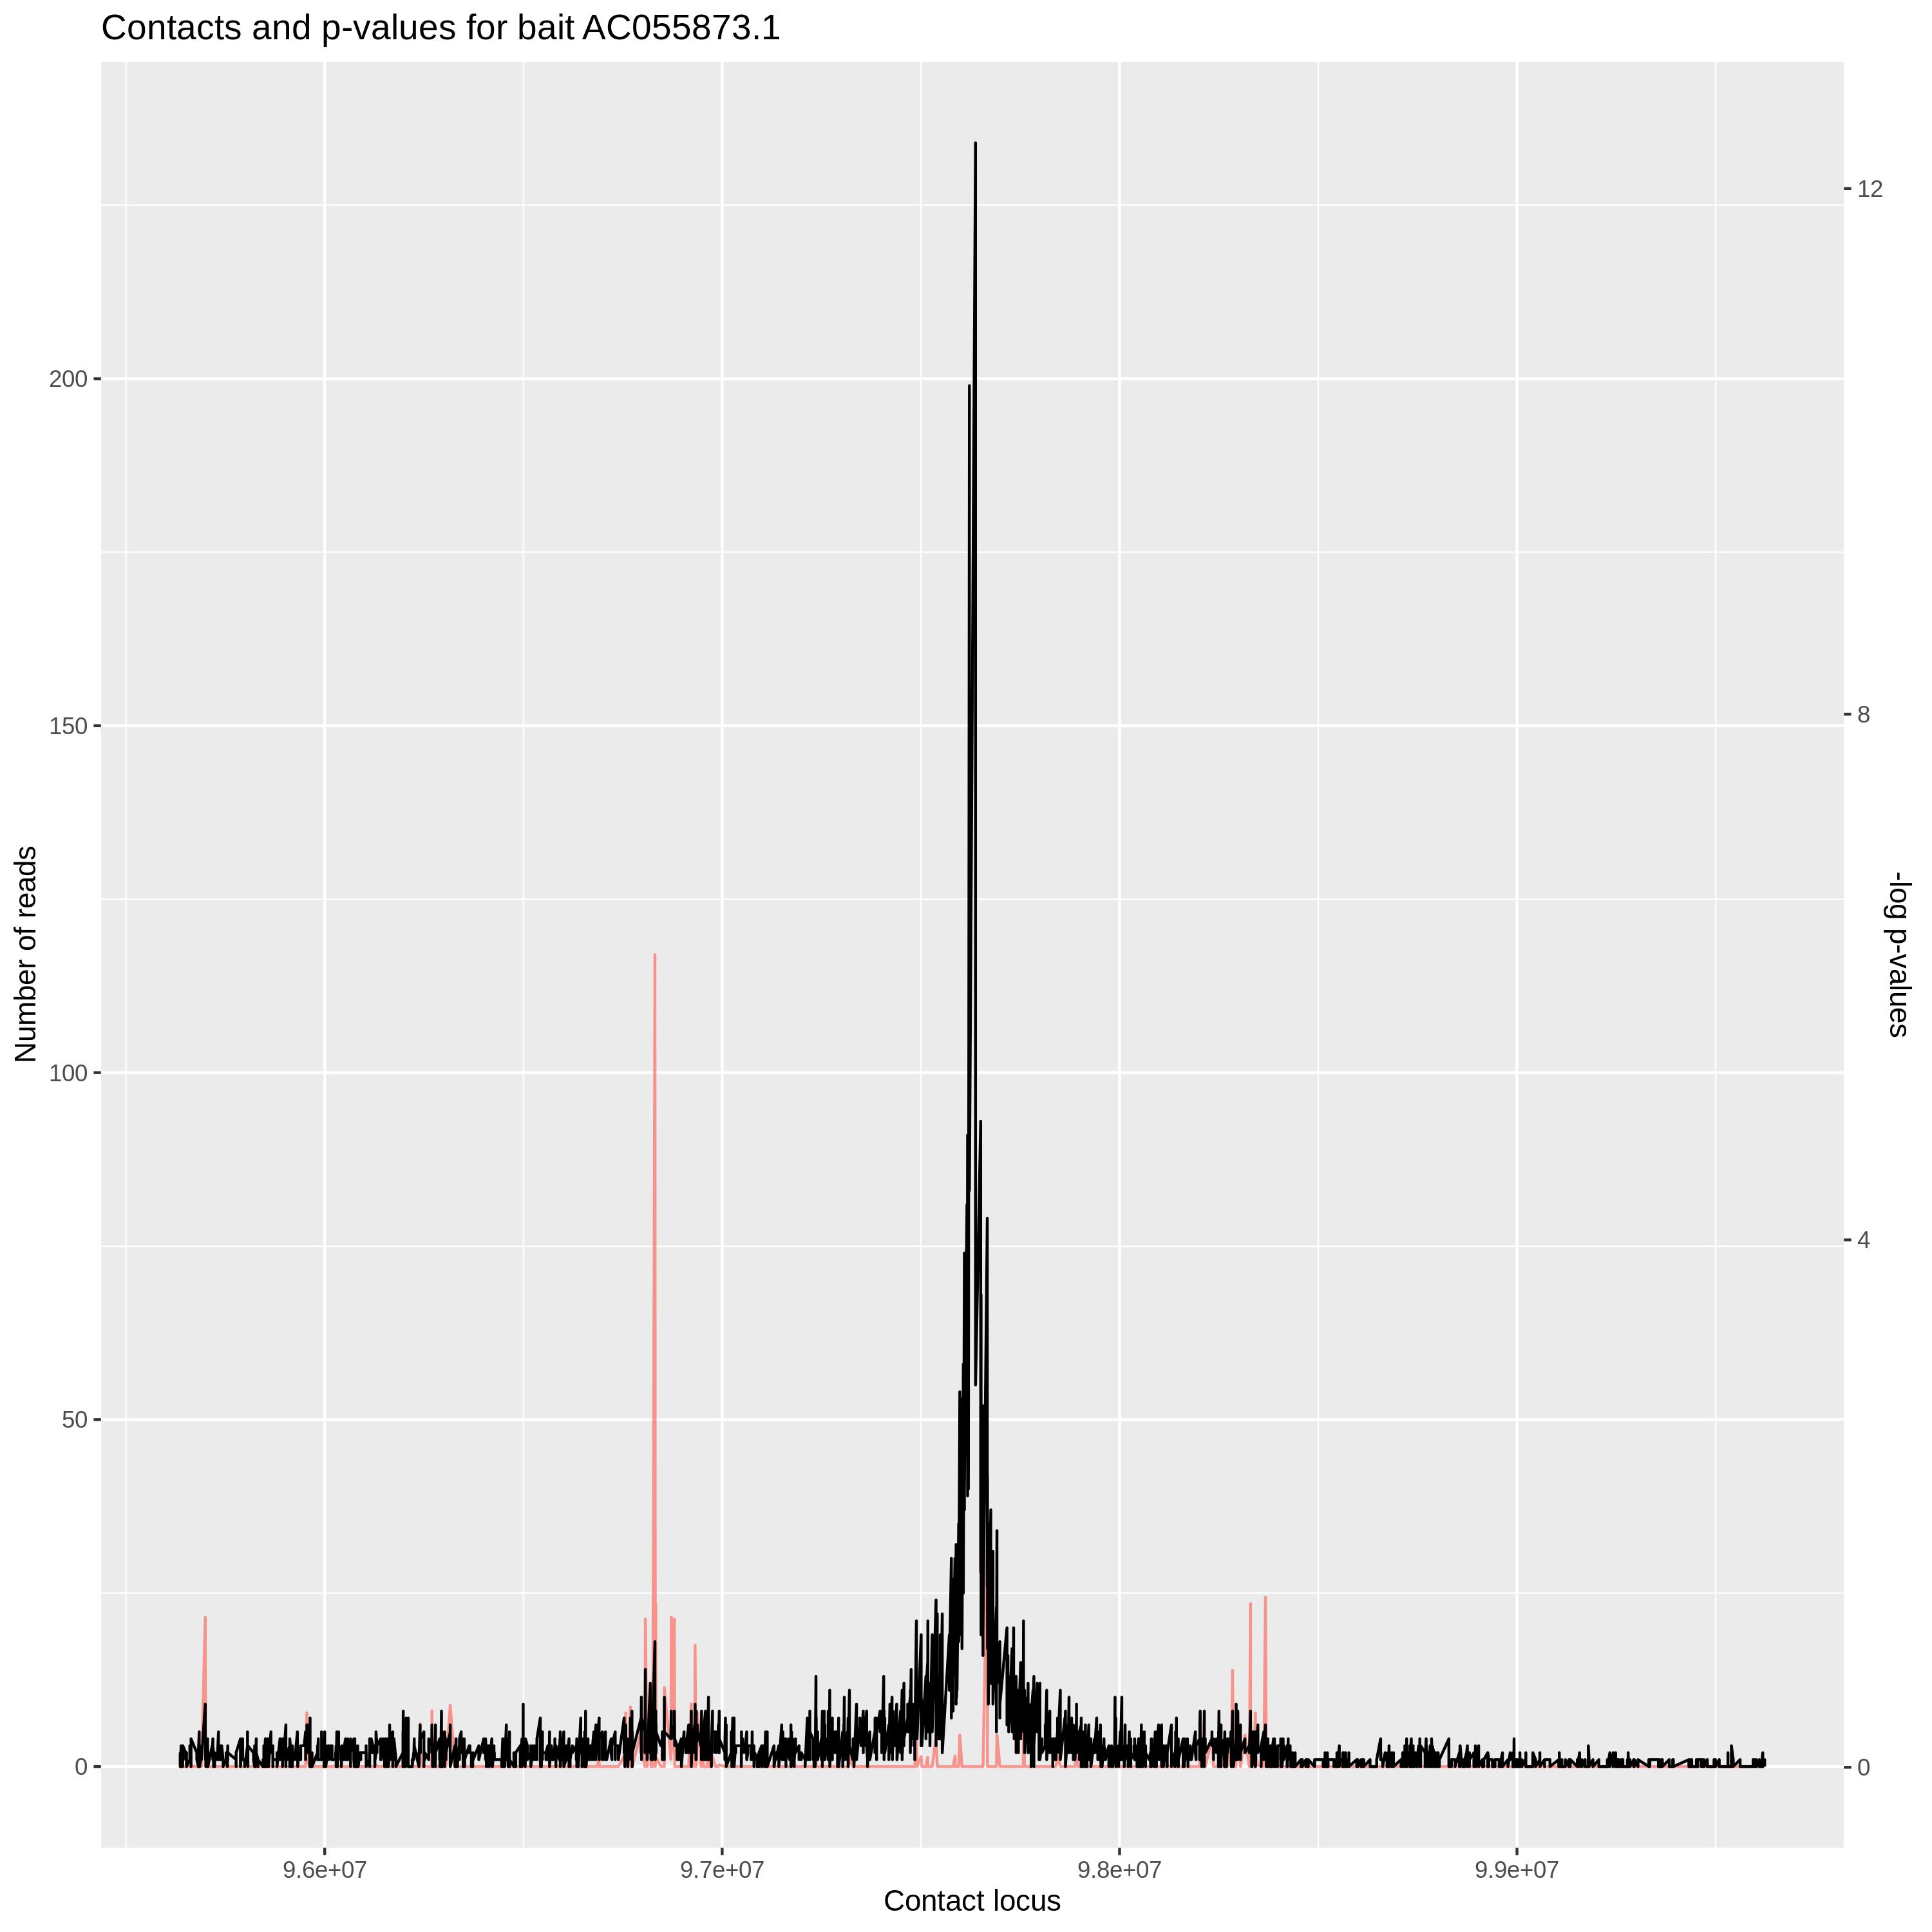 Contacts and p-values for bait AC055873.1
Number of reads
200
150
100
50
0
12
8
4
0
-log p-values
9.6e+07
9.7e+07
9.8e+07
9.9e+07
Contact locus